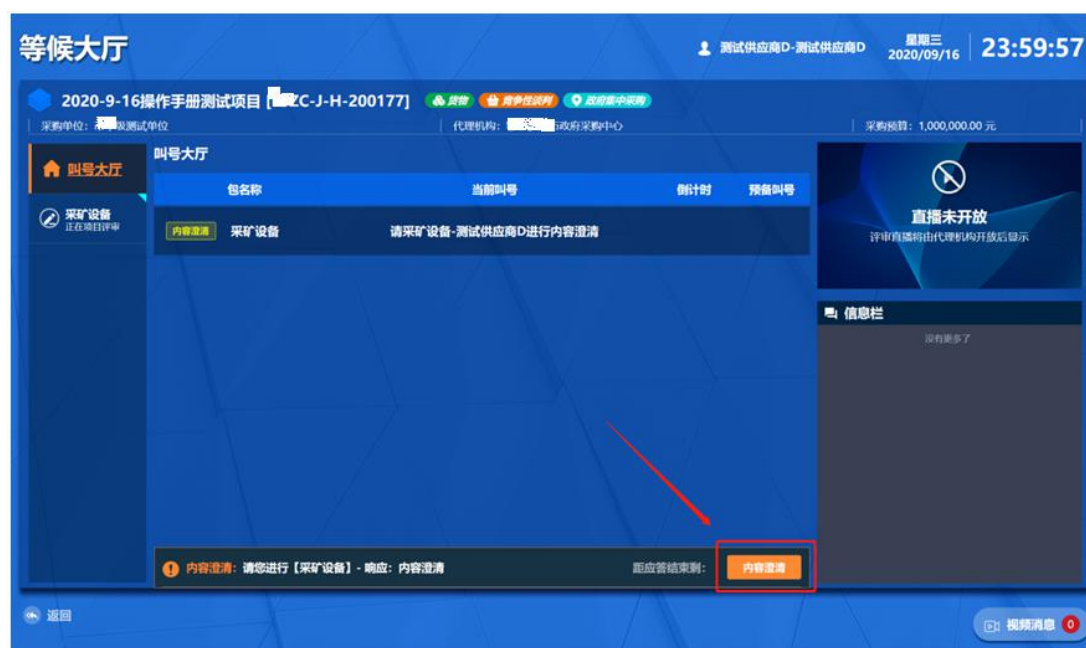 等候大厅
测试供应商D-测试供应商D
星期三
2020/09/16
23:59:57
2020-9-16操作手册测试项目 [ ZC-J-H-200177]
货物
竞争性谈判
政府集中采购
采购单位: 级测试单位
代理机构: 政府采购中心
采购预算: 1,000,000.00 元
叫号大厅
采矿设备
正在项目评审
叫号大厅
包名称 当前叫号 倒计时 预备叫号
内容澄清 采矿设备 请采矿设备-测试供应商D进行内容澄清
直播未开放
评审直播将由代理机构开放后显示
信息栏
没有更多了
内容澄清: 请您进行【采矿设备】- 响应: 内容澄清 距应答结束剩: 内容澄清
返回
视频消息 0